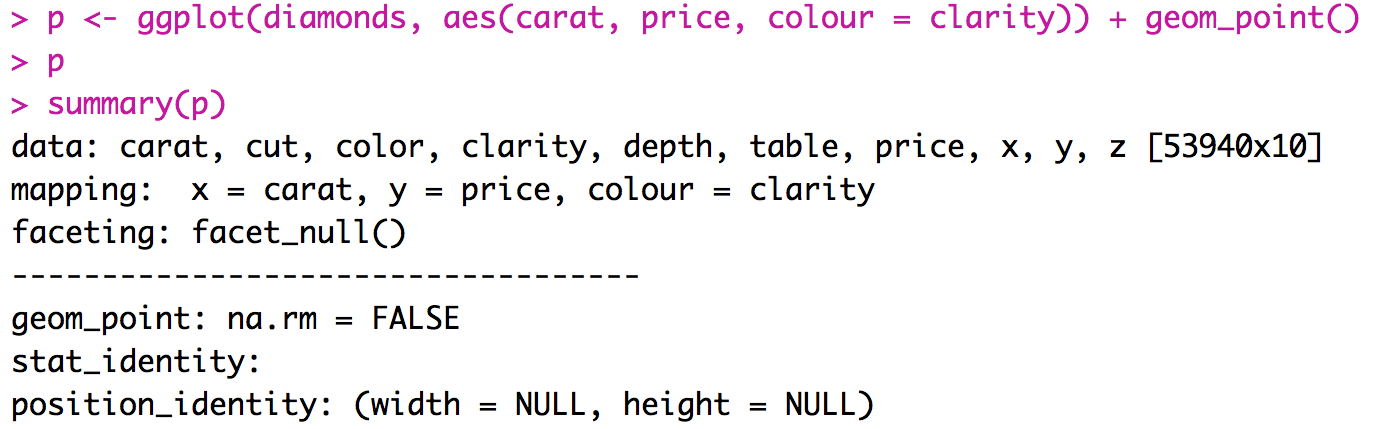 > p <- ggplot(diamonds, aes(carat, price, colour = clarity)) + geom_point()
> p
> summary(p)
data: carat, cut, color, clarity, depth, table, price, x, y, z [53940x10]
mapping:  x = carat, y = price, colour = clarity
faceting: facet_null()
-----------------------------------
geom_point: na.rm = FALSE
stat_identity:
position_identity: (width = NULL, height = NULL)